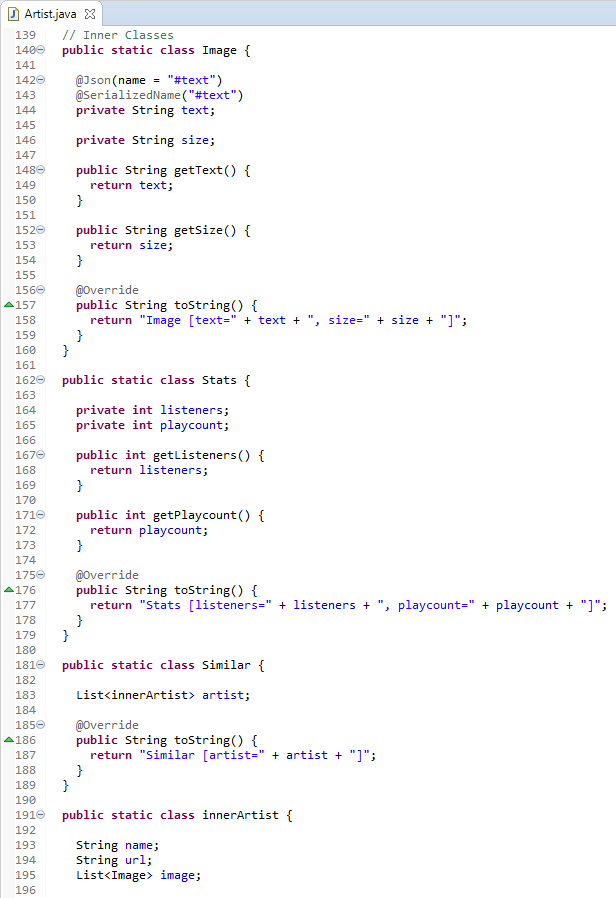 Artist.java
139 // Inner Classes
140 public static class Image {
141
142 @Json(name = "#text")
143 @SerializedName("#text")
144 private String text;
145
146 private String size;
147
148 public String getText() {
149 return text;
150 }
151
152 public String getSize() {
153 return size;
154 }
155
156 @Override
157 public String toString() {
158 return "Image [text=" + text + ", size=" + size + "]";
159 }
160 }
161
162 public static class Stats {
163
164 private int listeners;
165 private int playcount;
166
167 public int getListeners() {
168 return listeners;
169 }
170
171 public int getPlaycount() {
172 return playcount;
173 }
174
175 @Override
176 public String toString() {
177 return "Stats [listeners=" + listeners + ", playcount=" + playcount + "]";
178 }
179 }
180
181 public static class Similar {
182
183 List<innerArtist> artist;
184
185 @Override
186 public String toString() {
187 return "Similar [artist=" + artist + "]";
188 }
189 }
190
191 public static class innerArtist {
192
193 String name;
194 String url;
195 List<Image> image;
196